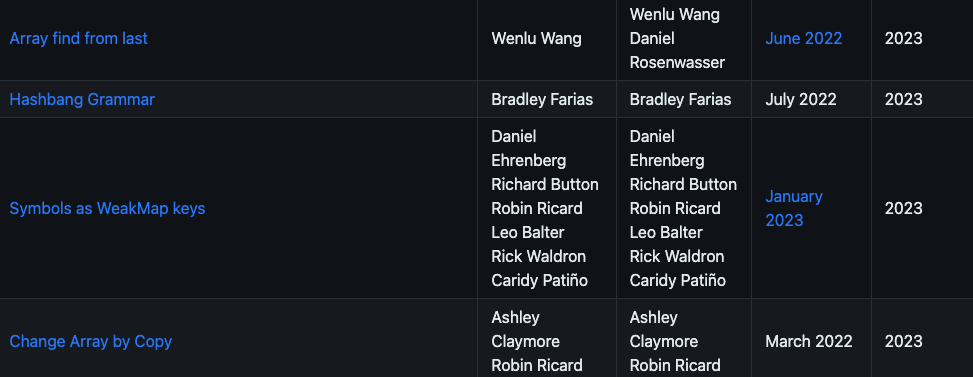 Array find from last
Wenlu Wang
Wenlu Wang
Daniel
Rosenwasser
June 2022
2023
Hashbang Grammar
Bradley Farias
Bradley Farias
July 2022
2023
Symbols as WeakMap keys
Daniel
Ehrenberg
Richard Button
Robin Ricard
Leo Balter
Rick Waldron
Caridy Patiño
Daniel
Ehrenberg
Richard Button
Robin Ricard
Leo Balter
Rick Waldron
Caridy Patiño
January
2023
2023
Change Array by Copy
Ashley
Claymore
Robin Ricard
Ashley
Claymore
Robin Ricard
March 2022
2023